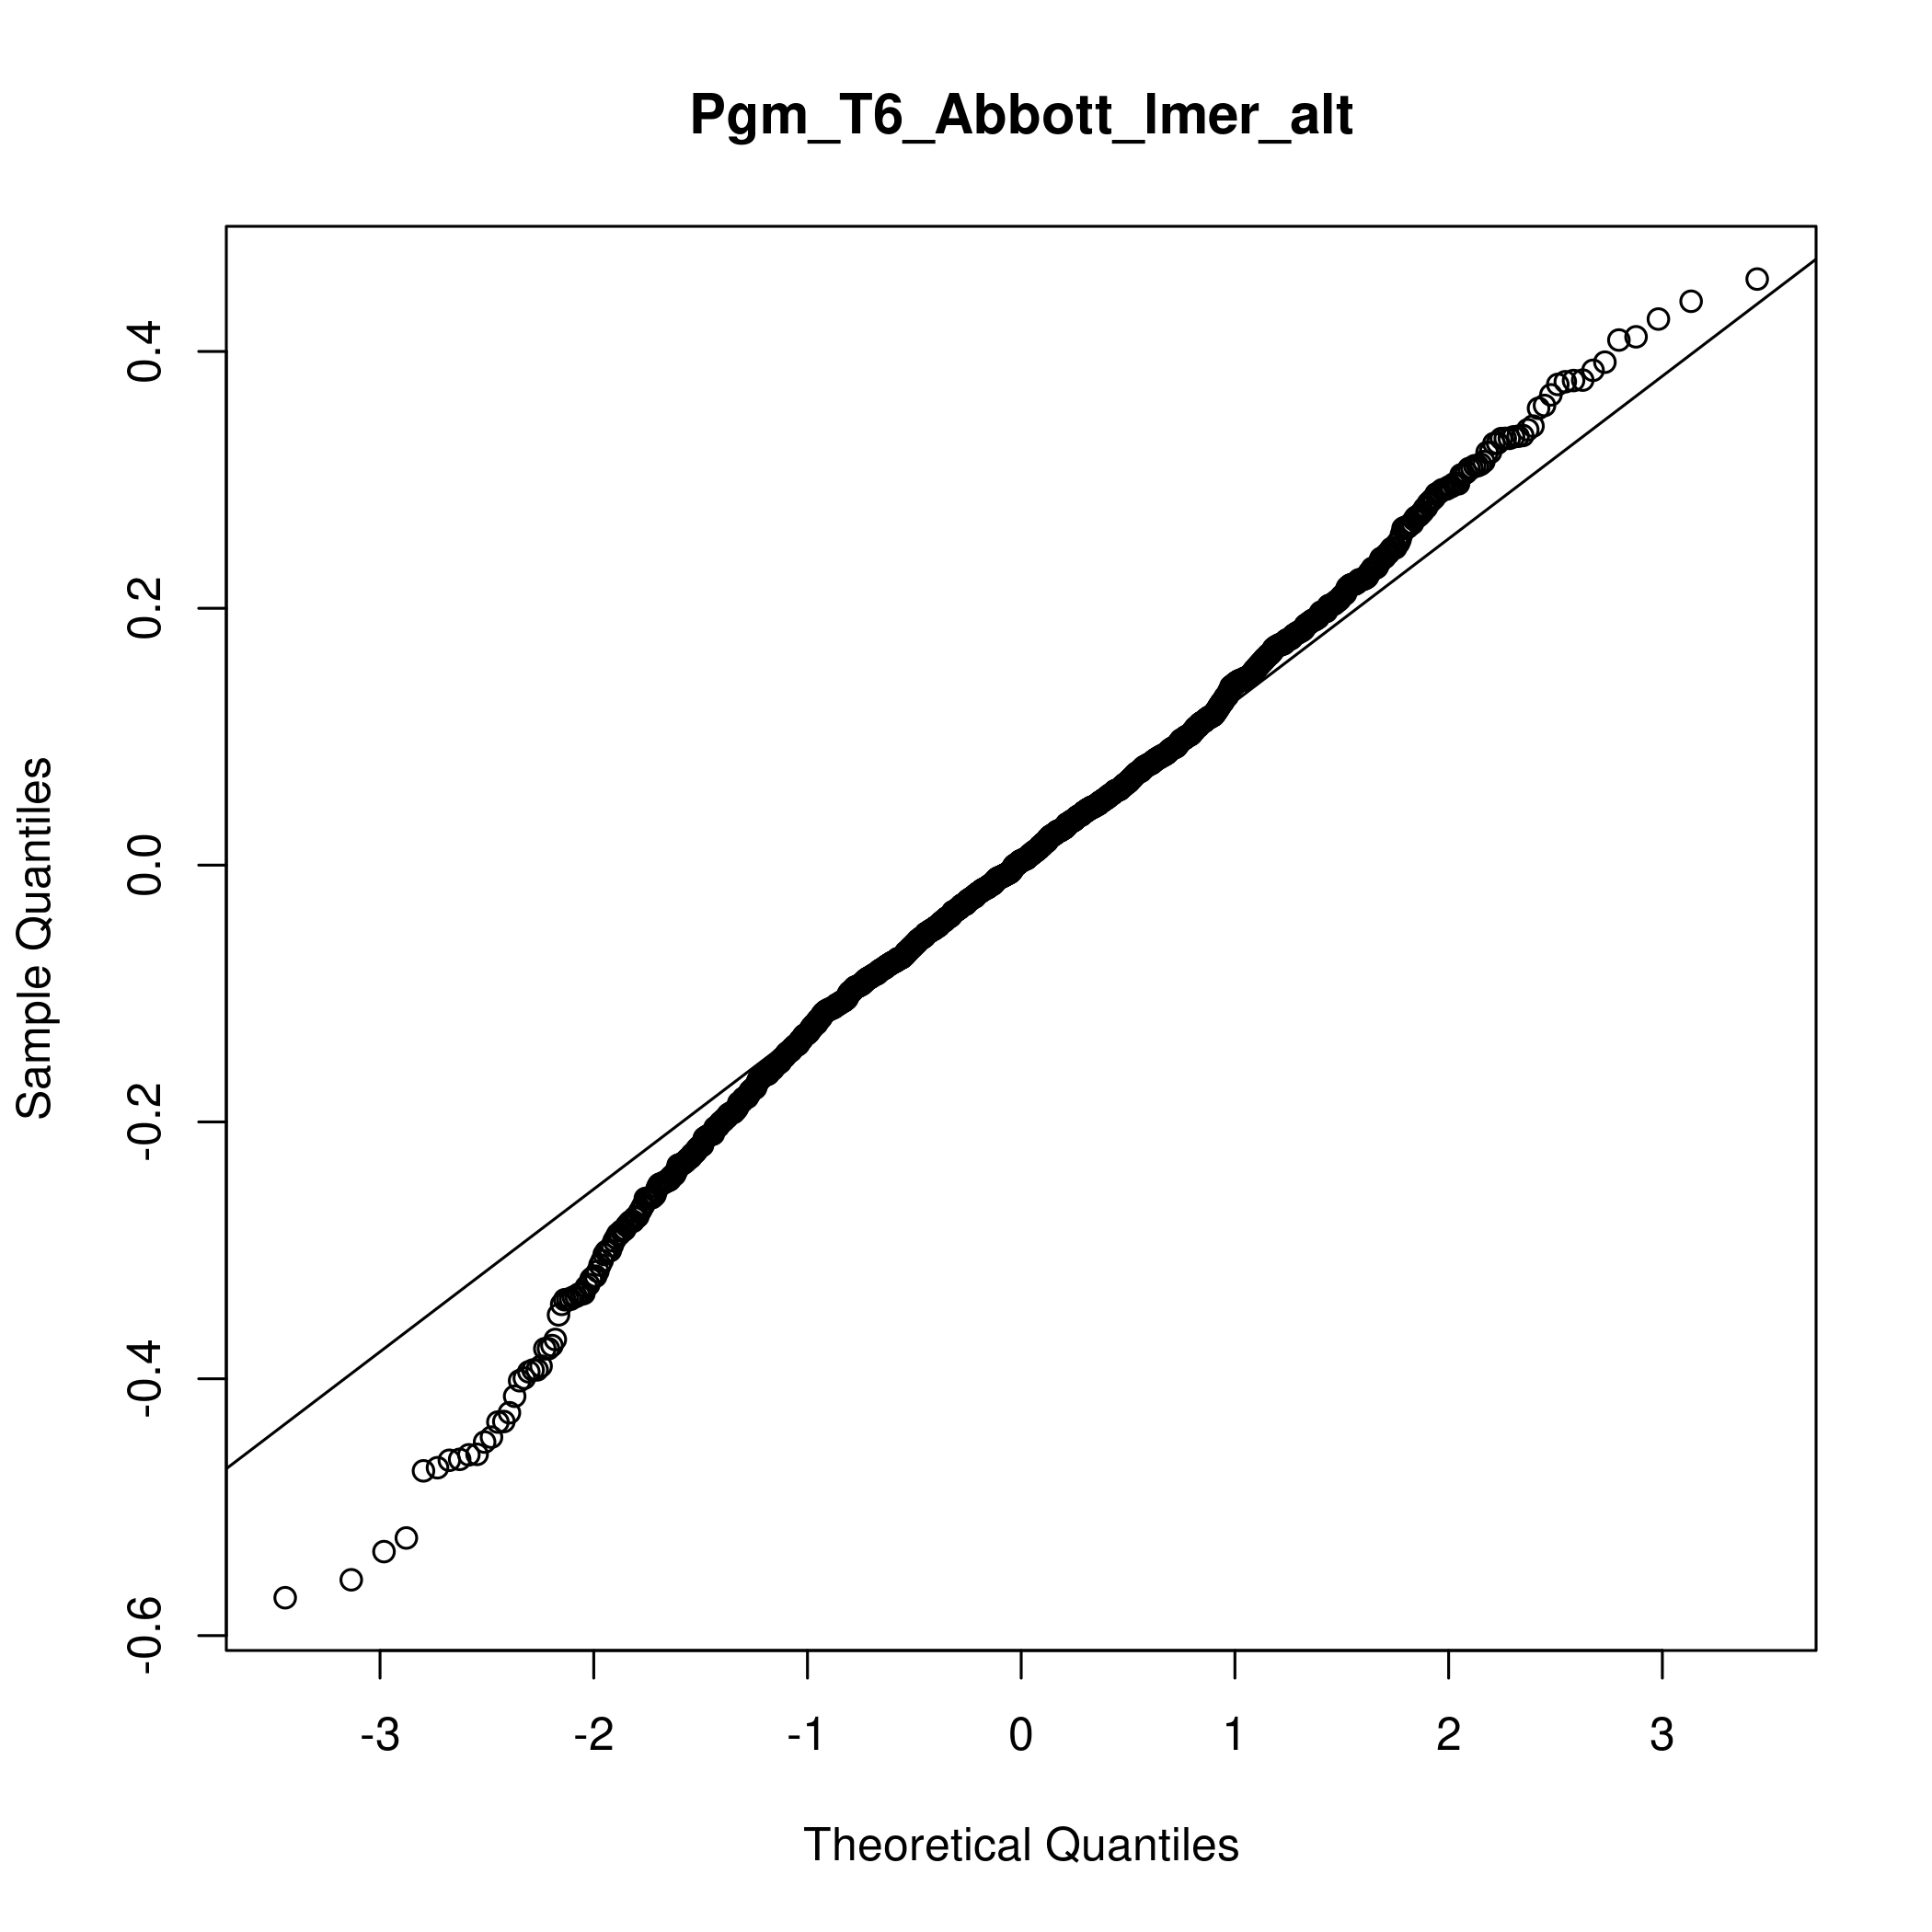 Pgm_T6_Abbott_lmer_alt
Sample Quantiles
0.4
0.2
0.0
-0.2
-0.4
-0.6
-3 -2 -1 0 1 2 3
Theoretical Quantiles